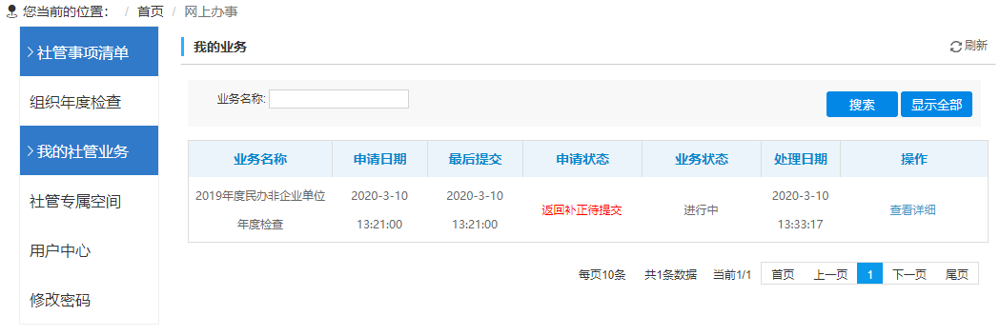 您当前的位置： / 首页 / 网上办事
社管事项清单
组织年度检查
我的社管业务
社管专属空间
用户中心
修改密码
我的业务
刷新
业务名称:
搜索 显示全部
业务名称 申请日期 最后提交 申请状态 业务状态 处理日期 操作
2019年度民办非企业单位 2020-3-10 2020-3-10 返回补正待提交 进行中 2020-3-10 查看详细
年度检查 13:21:00 13:21:00 13:33:17
每页10条 共1条数据 当前1/1 首页 上一页 1 下一页 尾页